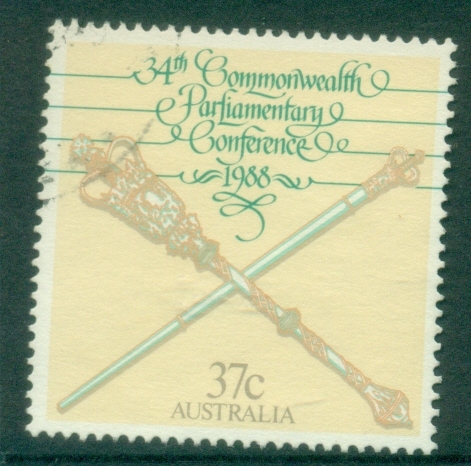 34th Commonwealth
Parliamentary
Conference
1988
37c
AUSTRALIA